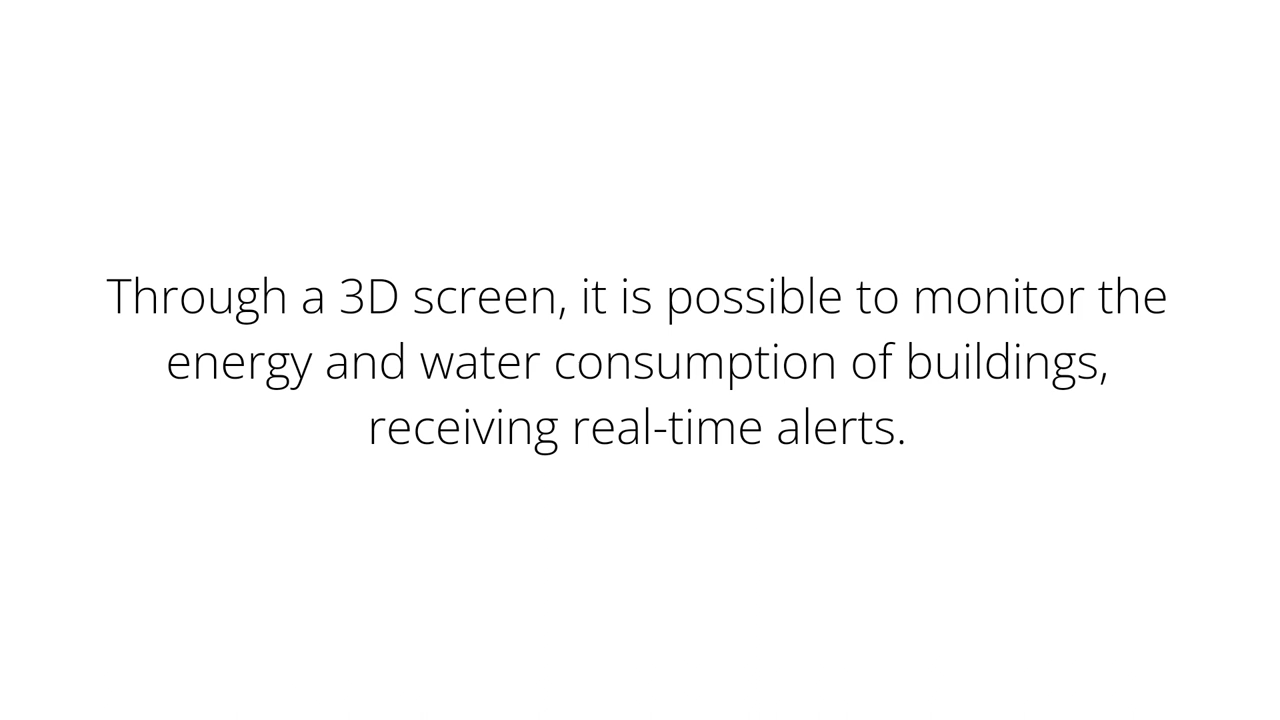 Through a 3D screen, it is possible to monitor the
energy and water consumption of buildings,
receiving real-time alerts.